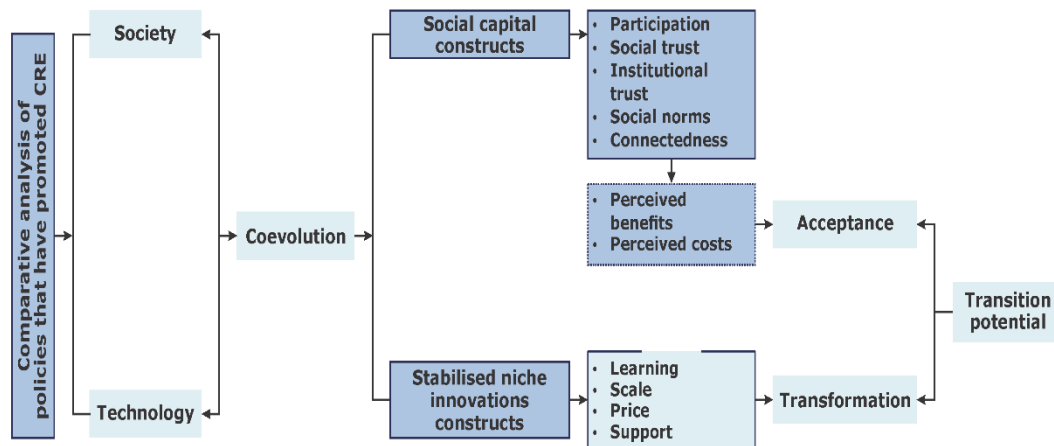 Comparative analysis of
policies that have promoted CRE
Society
Technology
Coevolution
Social capital
constructs
• Participation
• Social trust
• Institutional
trust
• Social norms
• Connectedness
• Perceived
benefits
• Perceived costs
Acceptance
Stabilised niche
innovations
constructs
• Learning
• Scale
• Price
• Support
Transformation
Transition
potential